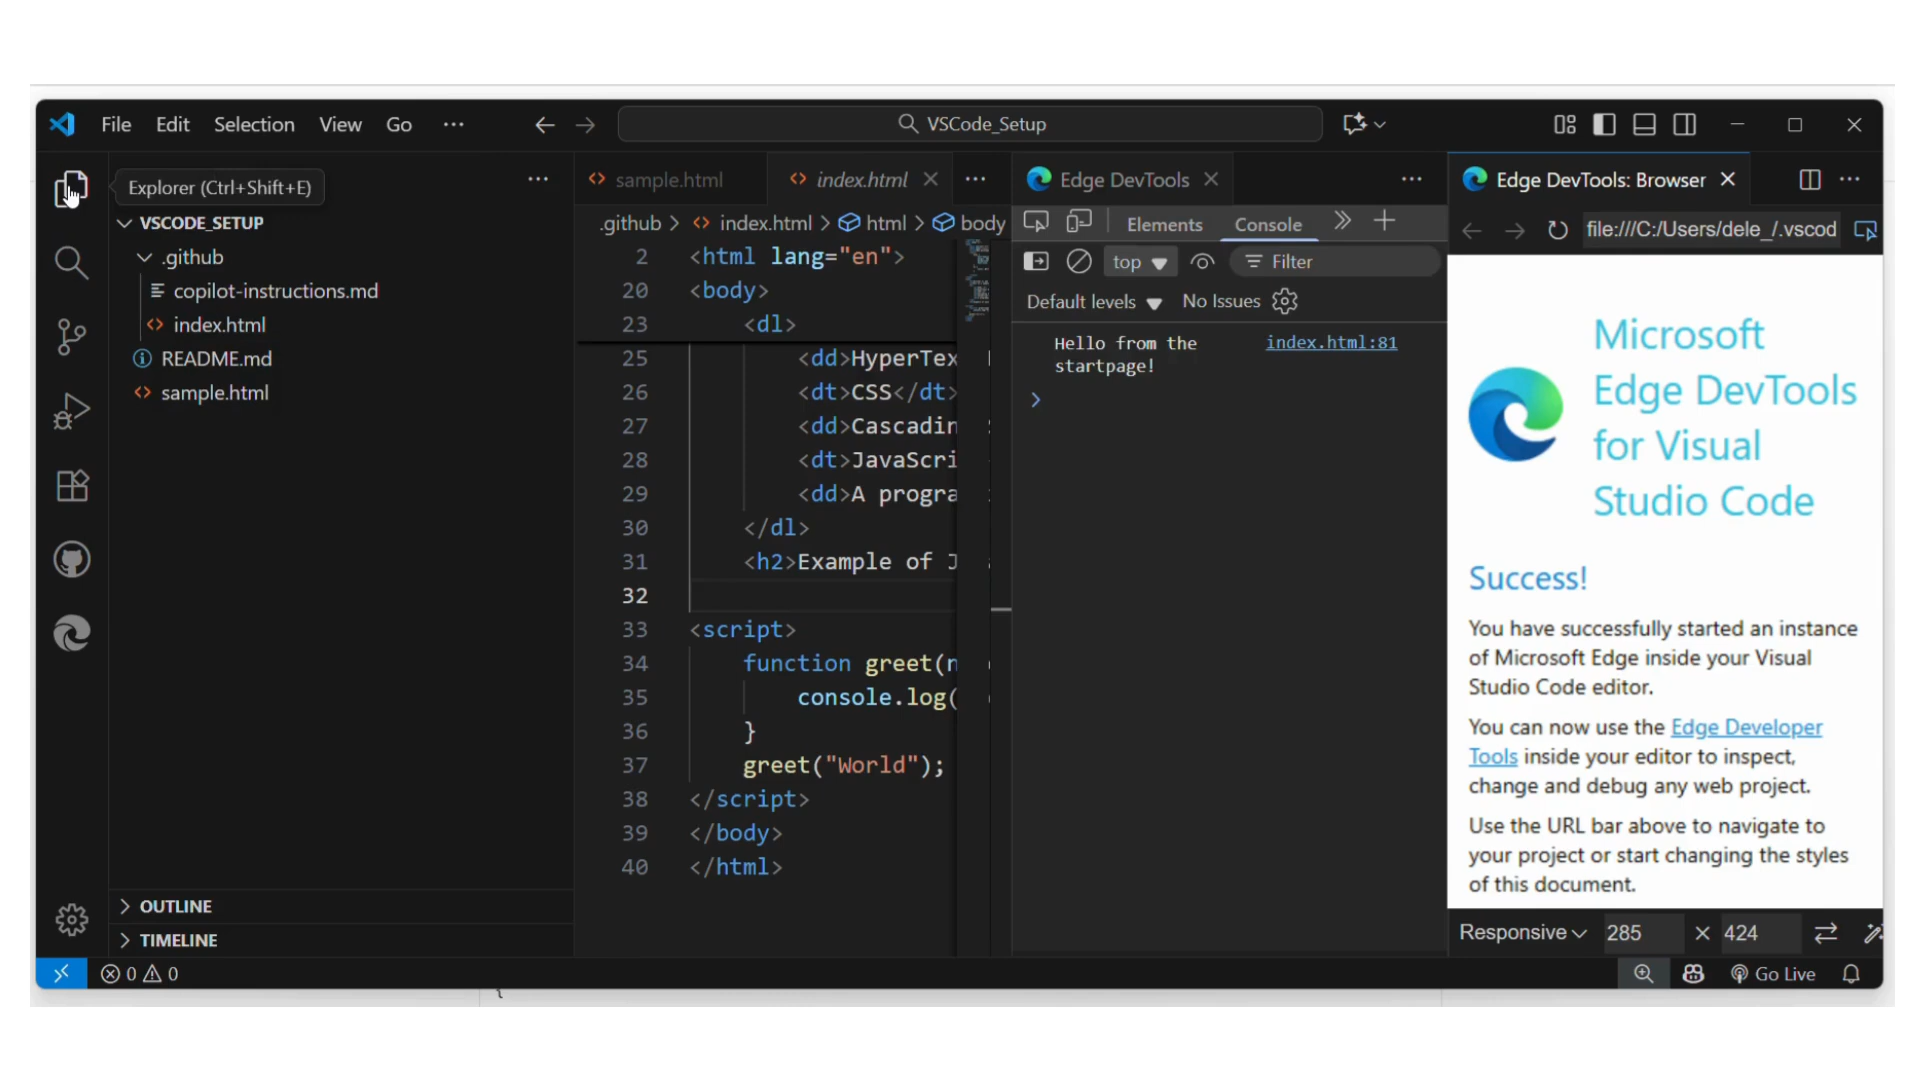 File Edit Selection View Go ···
VSCode_Setup
Explorer (Ctrl+Shift+E)
VSCODE_SETUP
.github
copilot-instructions.md
index.html
README.md
sample.html
OUTLINE
TIMELINE
sample.html
index.html
.github > index.html > html > body
2 <html lang="en">
20 <body>
23 <dl>
25 <dd>HyperTex
26 <dt>CSS</dt>
27 <dd>Cascadin
28 <dt>JavaScri
29 <dd>A progra
30 </dl>
31 <h2>Example of J
32
33 <script>
34 function greet(n
35 console.log(
36 }
37 greet("World");
38 </script>
39 </body>
40 </html>
Edge DevTools
Elements Console
top Filter
Default levels No Issues
Hello from the index.html:81
startpage!
Edge DevTools: Browser
file:///C:/Users/dele_/.vscod
Microsoft
Edge DevTools
for Visual
Studio Code
Success!
You have successfully started an instance
of Microsoft Edge inside your Visual
Studio Code editor.
You can now use the Edge Developer
Tools inside your editor to inspect,
change and debug any web project.
Use the URL bar above to navigate to
your project or start changing the styles
of this document.
Responsive 285 × 424
0 0
Go Live
{